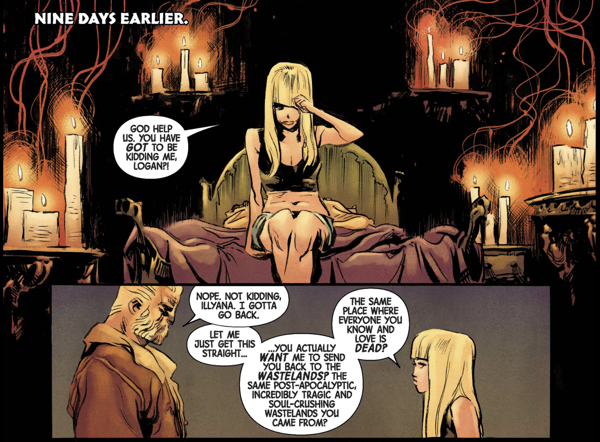 NINE DAYS EARLIER.
GOD HELP
US. YOU HAVE
GOT TO BE
KIDDING ME,
LOGAN?!
NOPE. NOT KIDDING,
ILLYANA. I GOTTA
GO BACK.
LET ME
JUST GET THIS
STRAIGHT...
...YOU ACTUALLY
WANT ME TO SEND
YOU BACK TO THE
WASTELANDS? THE
SAME POST-APOCALYPTIC,
INCREDIBLY TRAGIC AND
SOUL-CRUSHING
WASTELANDS YOU
CAME FROM?
THE SAME
PLACE WHERE
EVERYONE YOU
KNOW AND
LOVE IS
DEAD?